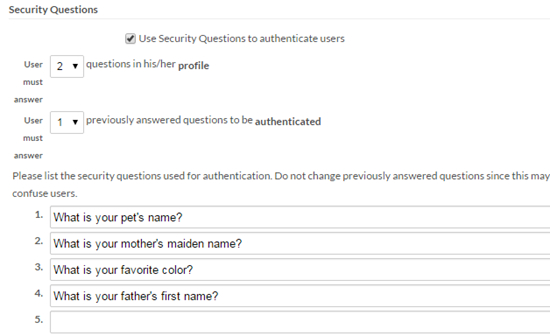 Security Questions
Use Security Questions to authenticate users
User must answer 2 questions in his/her profile
User must answer 1 previously answered questions to be authenticated
Please list the security questions used for authentication. Do not change previously answered questions since this may
confuse users.
1. What is your pet's name?
2. What is your mother's maiden name?
3. What is your favorite color?
4. What is your father's first name?
5.